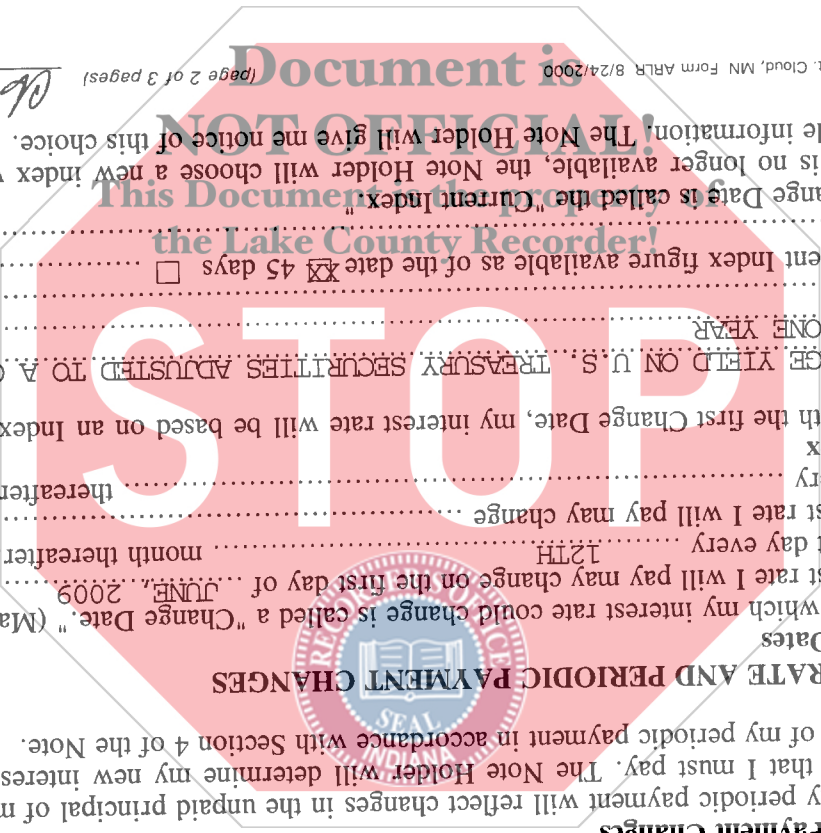 Payment Changes
y periodic payment will reflect changes in the unpaid principal of m
that I must pay. The Note Holder will determine my new interes
of my periodic payment in accordance with Section 4 of the Note.
RATE AND PERIODIC PAYMENT CHANGES
Dates
which my interest rate could change is called a "Change Date." (Ma
st rate I will pay may change on the first day of JUNE, 2009
t day every 12TH month thereafter
st rate I will pay may change
ry thereafter
x
th the first Change Date, my interest rate will be based on an Index
GE YIELD ON U.S. TREASURY SECURITIES ADJUSTED TO A C
ONE YEAR
ent Index figure available as of the date XX 45 days
ange Date is called the "Current Index."
is no longer available, the Note Holder will choose a new index
le information. The Note Holder will give me notice of this choice.
t. Cloud, MN Form ARLR 8/24/2000 (page 2 of 3 pages)
Document is
NOT OFFICIAL!
This Document is the property of
the Lake County Recorder!
STOP
RECORDER'S OFFICE
SEAL
INDIANA